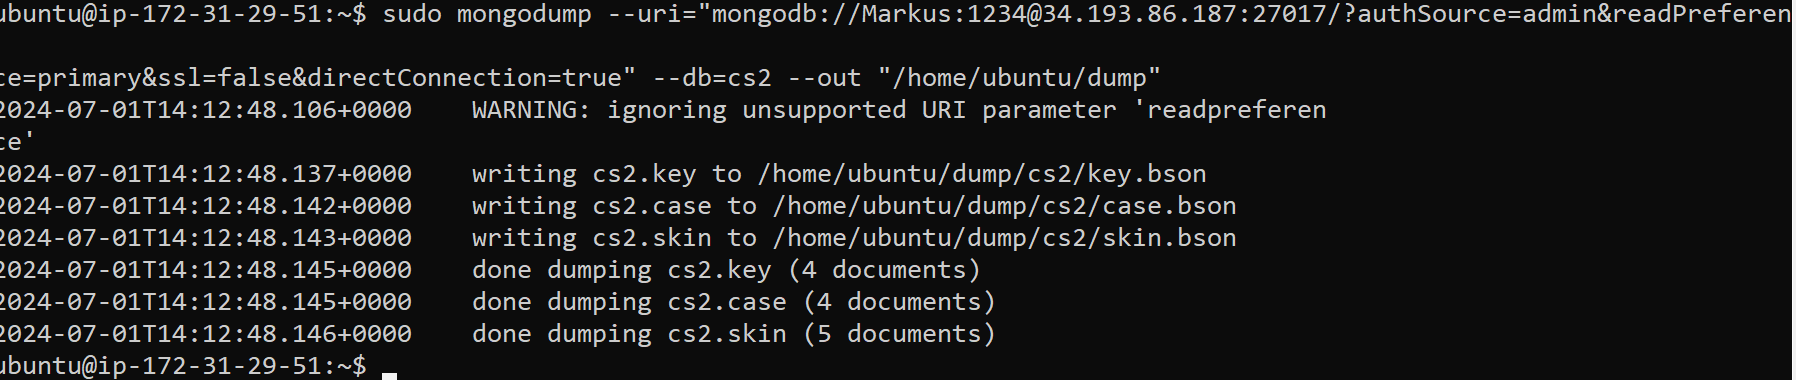 ubuntu@ip-172-31-29-51:~$ sudo mongodump --uri="mongodb://Markus:1234@34.193.86.187:27017/?authSource=admin&readPreferen
ce=primary&ssl=false&directConnection=true" --db=cs2 --out "/home/ubuntu/dump"
2024-07-01T14:12:48.106+0000    WARNING: ignoring unsupported URI parameter 'readpreferen
ce'
2024-07-01T14:12:48.137+0000    writing cs2.key to /home/ubuntu/dump/cs2/key.bson
2024-07-01T14:12:48.142+0000    writing cs2.case to /home/ubuntu/dump/cs2/case.bson
2024-07-01T14:12:48.143+0000    writing cs2.skin to /home/ubuntu/dump/cs2/skin.bson
2024-07-01T14:12:48.145+0000    done dumping cs2.key (4 documents)
2024-07-01T14:12:48.145+0000    done dumping cs2.case (4 documents)
2024-07-01T14:12:48.146+0000    done dumping cs2.skin (5 documents)
ubuntu@ip-172-31-29-51:~$